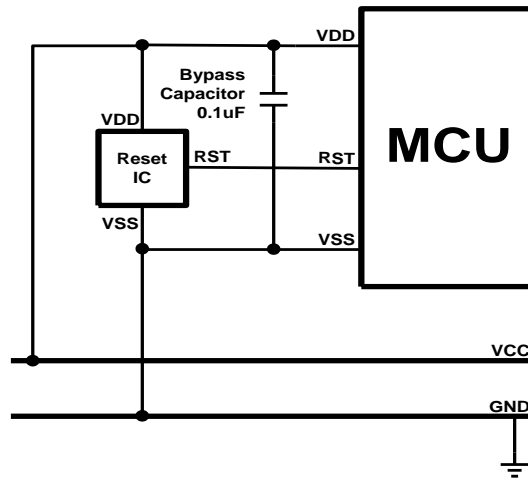 VDD
Bypass
Capacitor
0.1uF
VDD
MCU
Reset
IC
RST
RST
VSS
VSS
VCC
GND